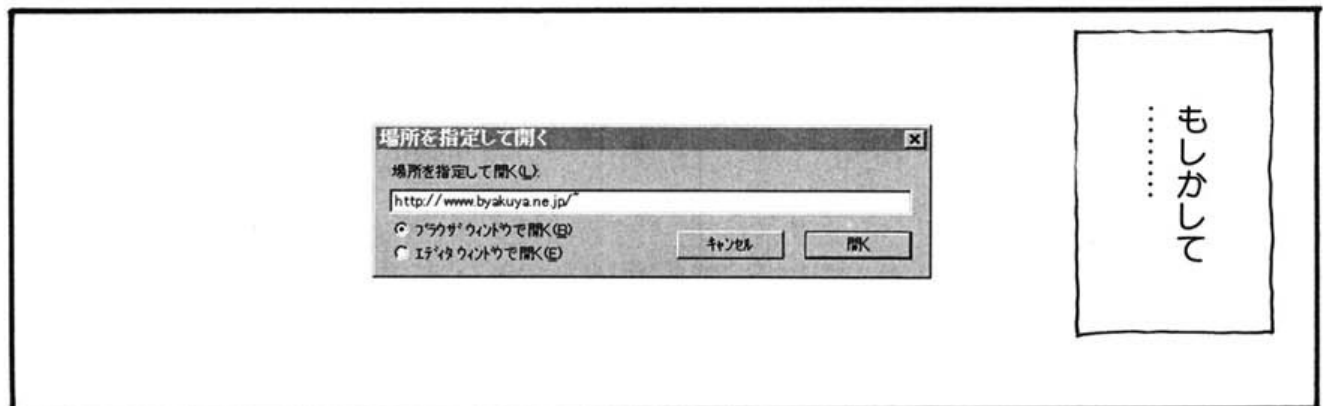 もしかして
………
場所を指定して開く
場所を指定して開く(L):
http://www.byakuya.ne.jp/~
ﾌﾞﾗｳｻﾞ ｳｨﾝﾄﾞｳで開く(B)
ｴﾃﾞｨﾀ ｳｨﾝﾄﾞｳで開く(E)
ｷｬﾝｾﾙ
開く